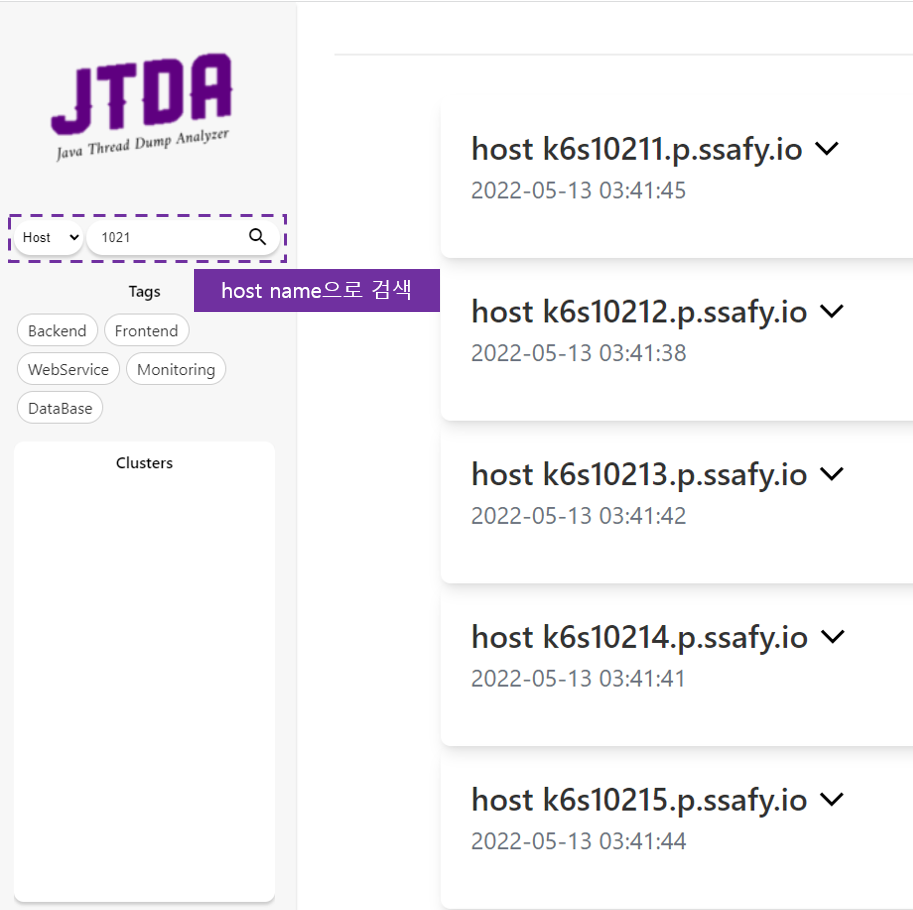 JTDA
Java Thread Dump Analyzer
Host 1021
host name으로 검색
Tags
Backend Frontend
WebService Monitoring
DataBase
Clusters
host k6s10211.p.ssafy.io
2022-05-13 03:41:45
host k6s10212.p.ssafy.io
2022-05-13 03:41:38
host k6s10213.p.ssafy.io
2022-05-13 03:41:42
host k6s10214.p.ssafy.io
2022-05-13 03:41:41
host k6s10215.p.ssafy.io
2022-05-13 03:41:44